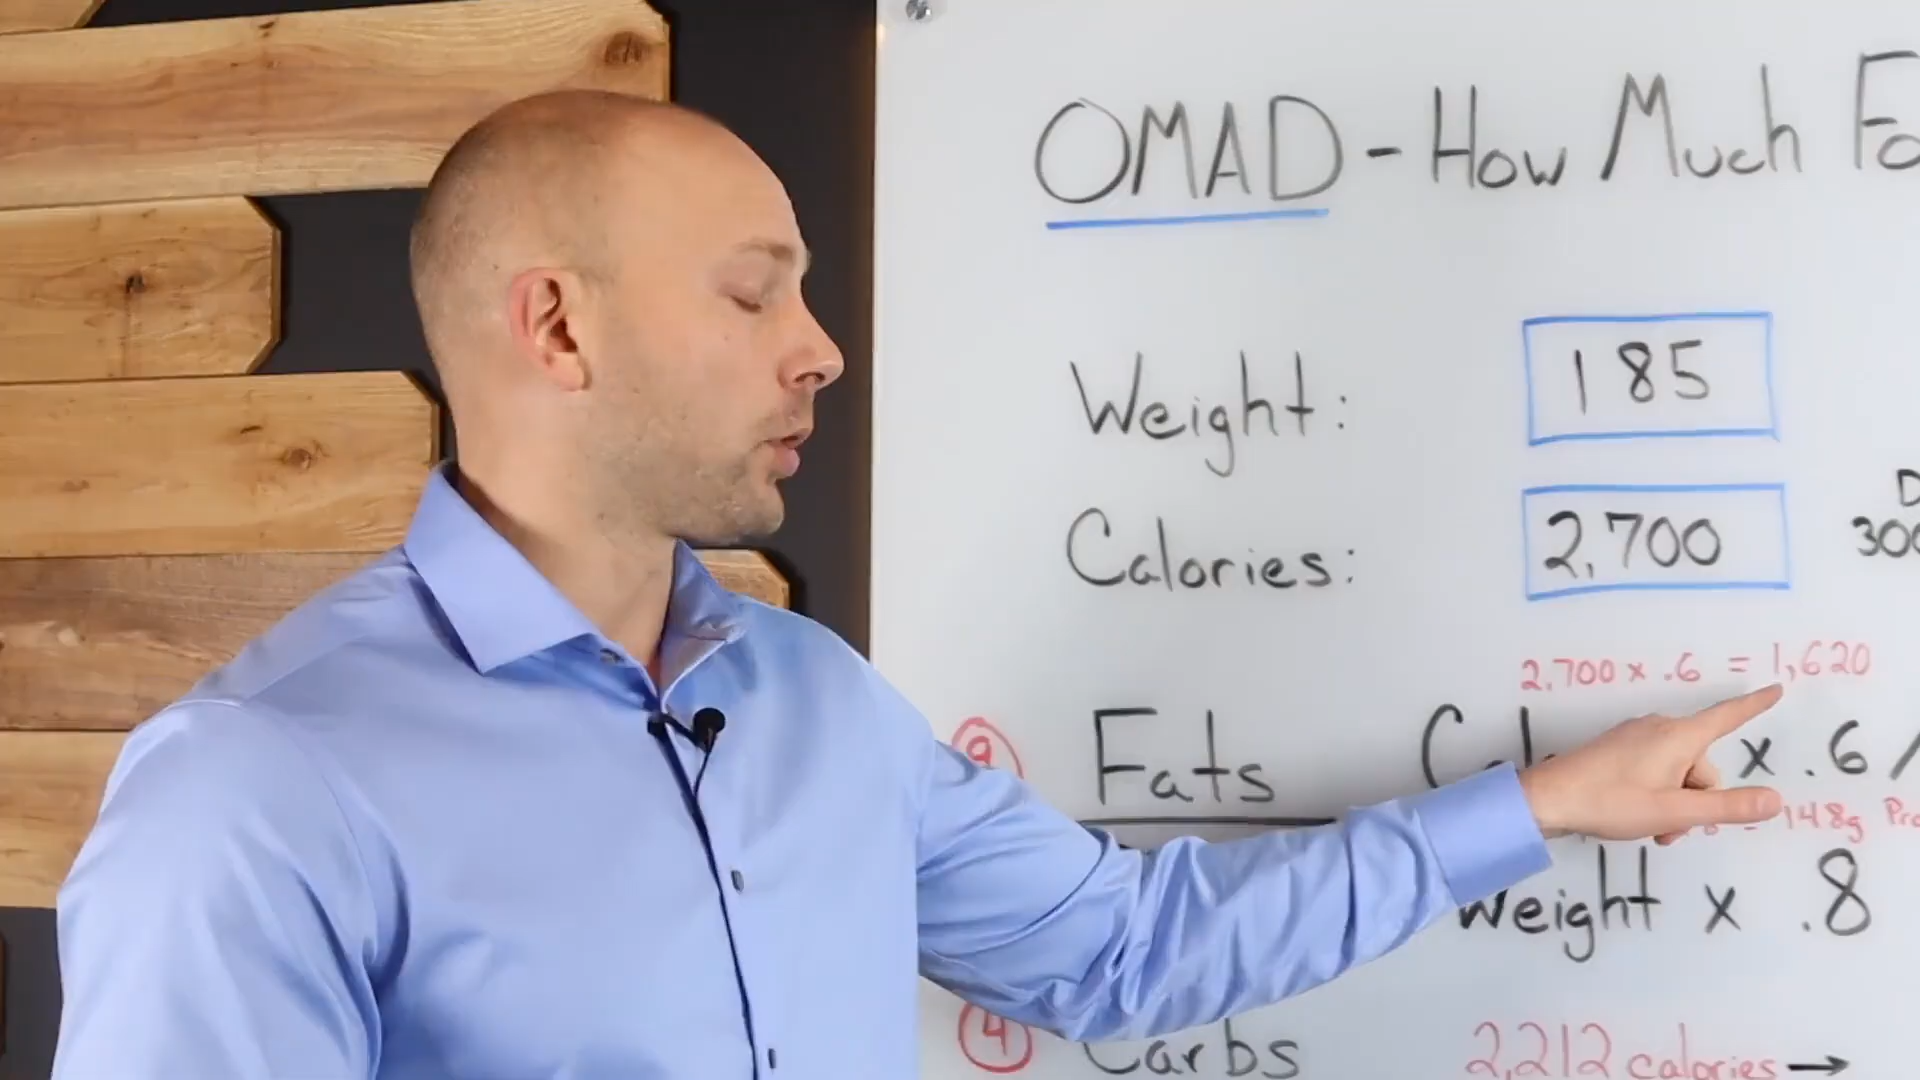 OMAD - How Much
Weight: 185
Calories: 2,700
300
2,700 x .6 = 1,620
Fats x .6 /
148g
Weight x .8
4 Carbs 2,212 calories →